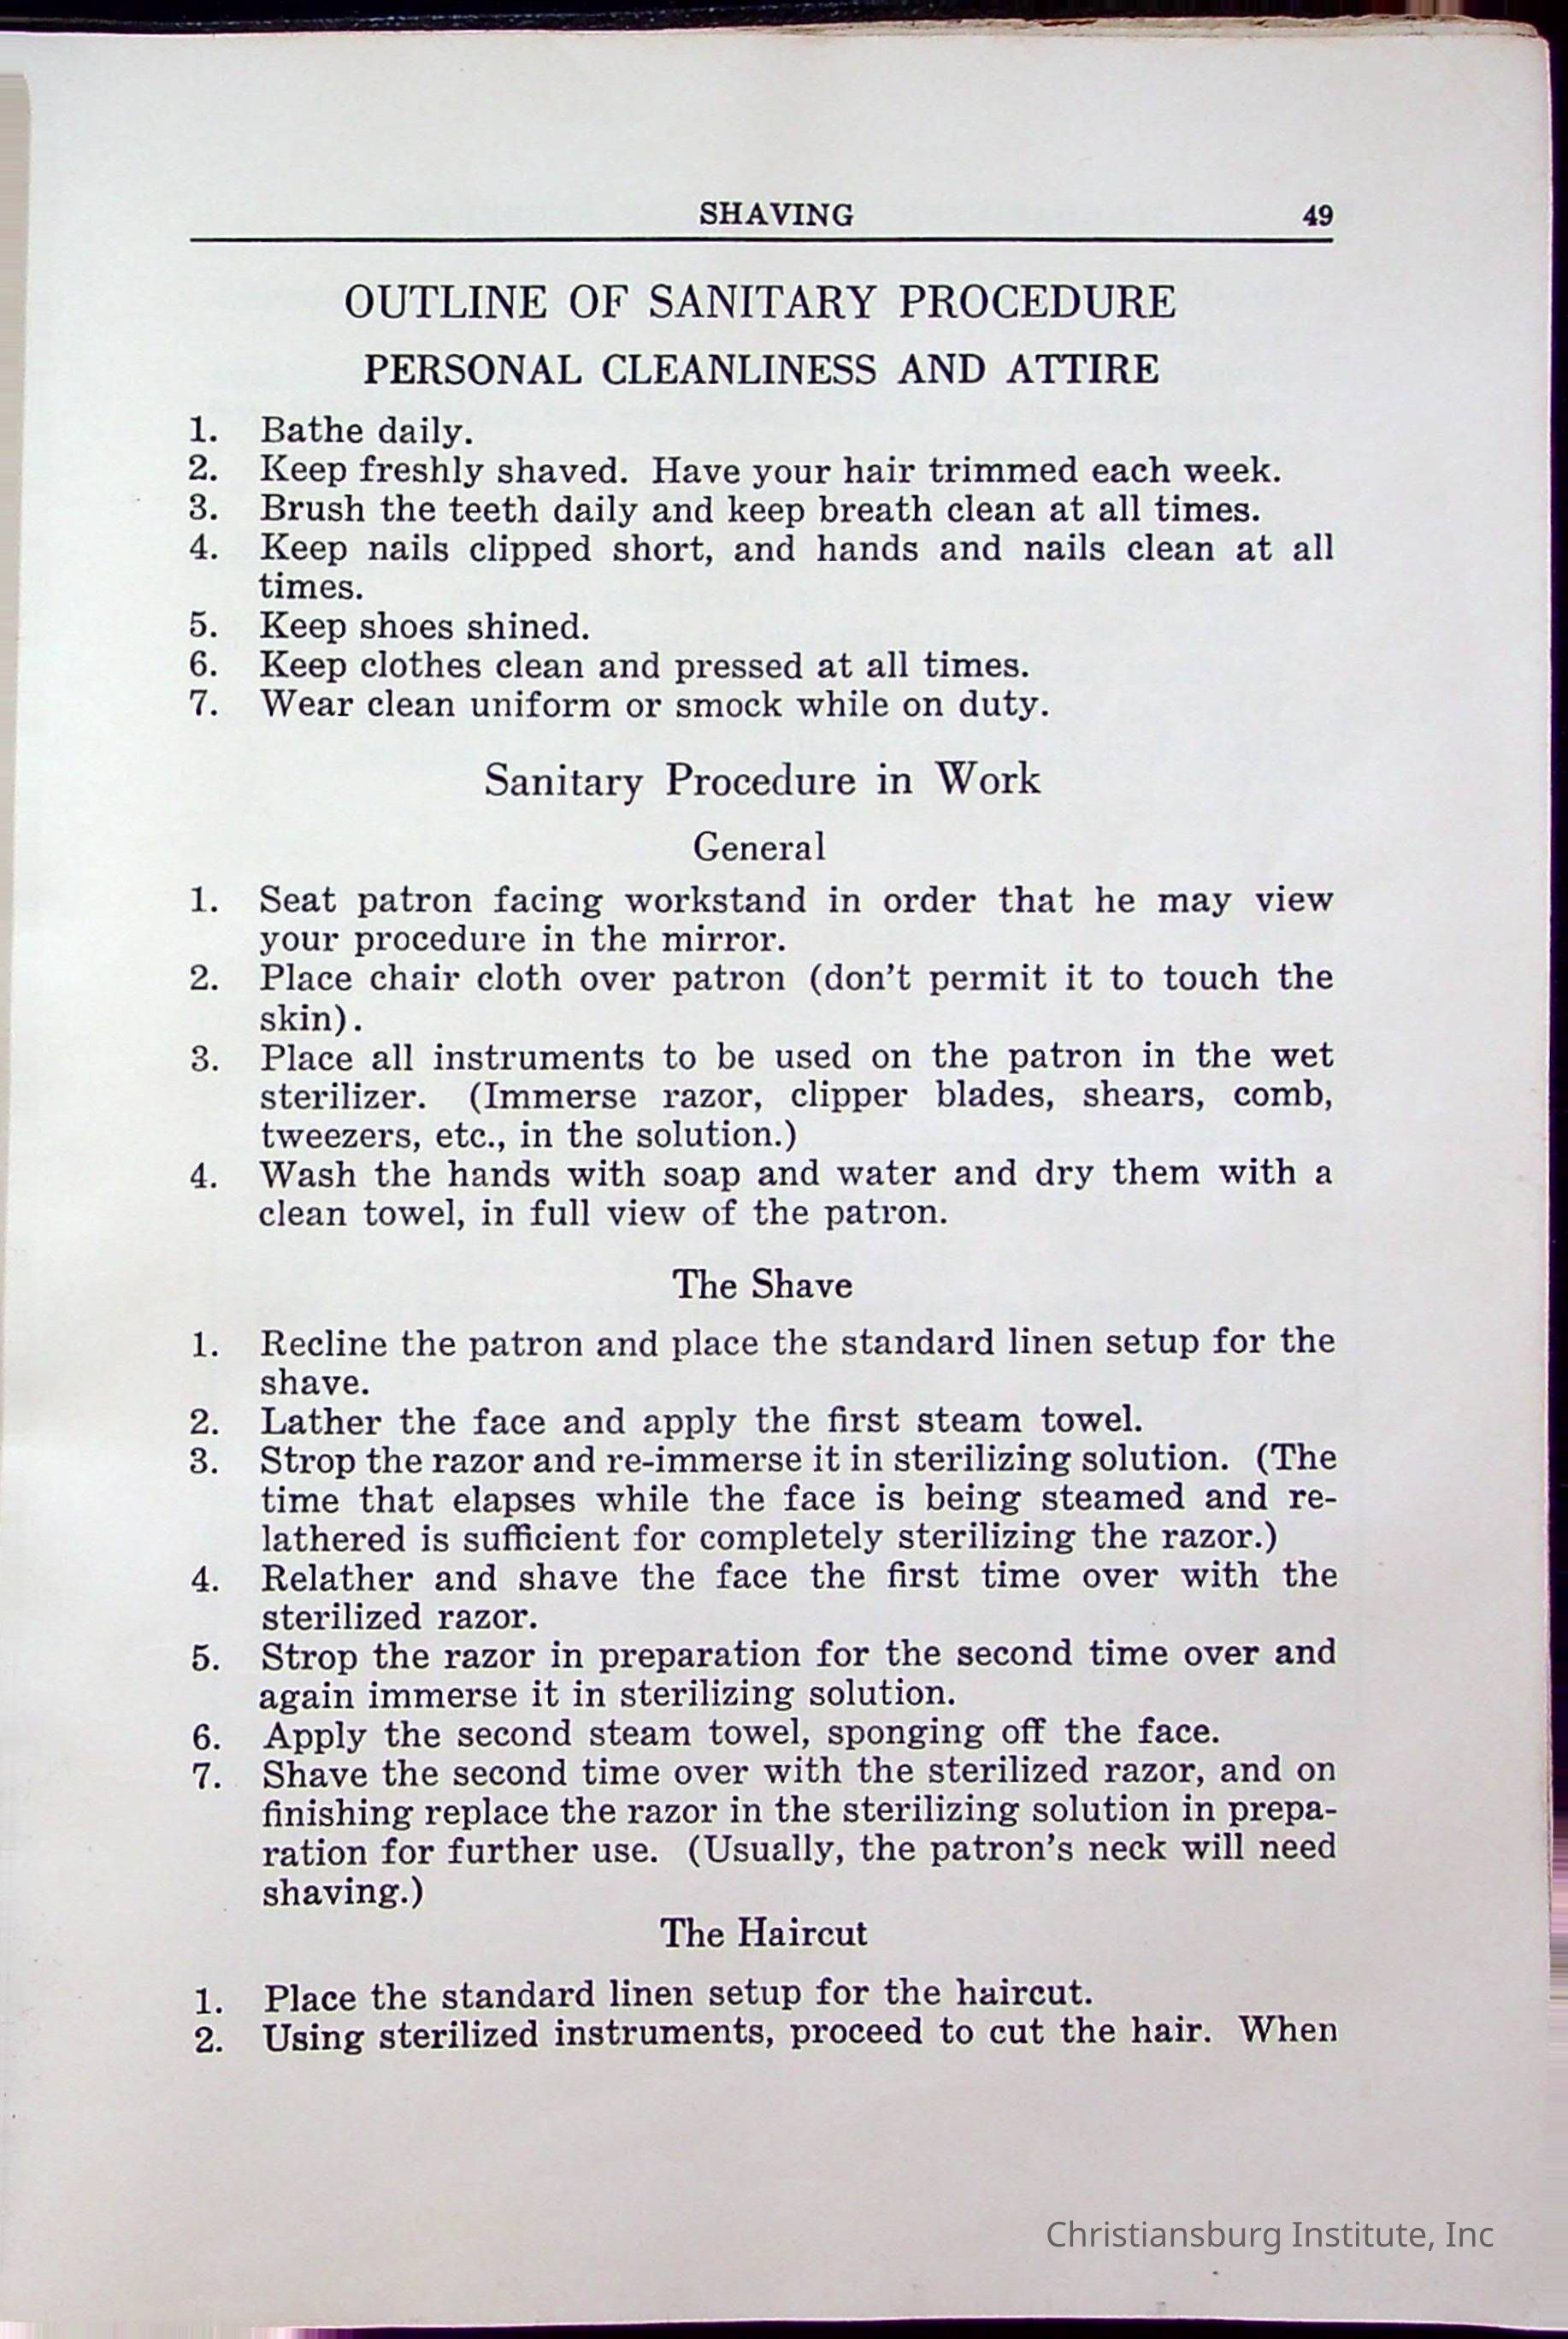 SHAVING 49
OUTLINE OF SANITARY PROCEDURE
PERSONAL CLEANLINESS AND ATTIRE
1. Bathe daily.
2. Keep freshly shaved. Have your hair trimmed each week.
3. Brush the teeth daily and keep breath clean at all times.
4. Keep nails clipped short, and hands and nails clean at all
times.
5. Keep shoes shined.
6. Keep clothes clean and pressed at all times.
7. Wear clean uniform or smock while on duty.
Sanitary Procedure in Work
General
1. Seat patron facing workstand in order that he may view
your procedure in the mirror.
2. Place chair cloth over patron (don't permit it to touch the
skin).
3. Place all instruments to be used on the patron in the wet
sterilizer. (Immerse razor, clipper blades, shears, comb,
tweezers, etc., in the solution.)
4. Wash the hands with soap and water and dry them with a
clean towel, in full view of the patron.
The Shave
1. Recline the patron and place the standard linen setup for the
shave.
2. Lather the face and apply the first steam towel.
3. Strop the razor and re-immerse it in sterilizing solution. (The
time that elapses while the face is being steamed and re-
lathered is sufficient for completely sterilizing the razor.)
4. Relather and shave the face the first time over with the
sterilized razor.
5. Strop the razor in preparation for the second time over and
again immerse it in sterilizing solution.
6. Apply the second steam towel, sponging off the face.
7. Shave the second time over with the sterilized razor, and on
finishing replace the razor in the sterilizing solution in prepa-
ration for further use. (Usually, the patron's neck will need
shaving.)
The Haircut
1. Place the standard linen setup for the haircut.
2. Using sterilized instruments, proceed to cut the hair. When
Christiansburg Institute, Inc